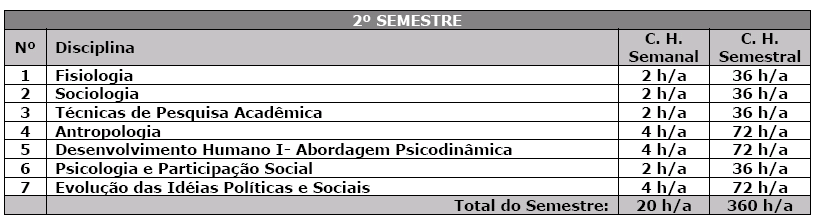 2º SEMESTRE
Nº Disciplina C. H. Semanal C. H. Semestral
1 Fisiologia 2 h/a 36 h/a
2 Sociologia 2 h/a 36 h/a
3 Técnicas de Pesquisa Acadêmica 2 h/a 36 h/a
4 Antropologia 4 h/a 72 h/a
5 Desenvolvimento Humano I- Abordagem Psicodinâmica 4 h/a 72 h/a
6 Psicologia e Participação Social 2 h/a 36 h/a
7 Evolução das Idéias Políticas e Sociais 4 h/a 72 h/a
Total do Semestre: 20 h/a 360 h/a